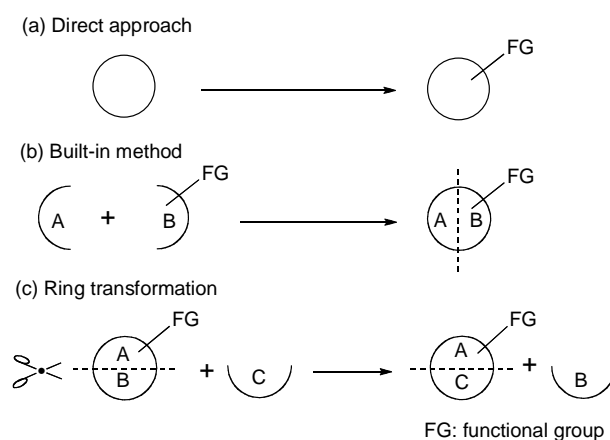 (a) Direct approach
FG
(b) Built-in method
FG
FG
A + B
A B
(c) Ring transformation
FG
FG
A
B
+ C
A
C
+ B
FG: functional group